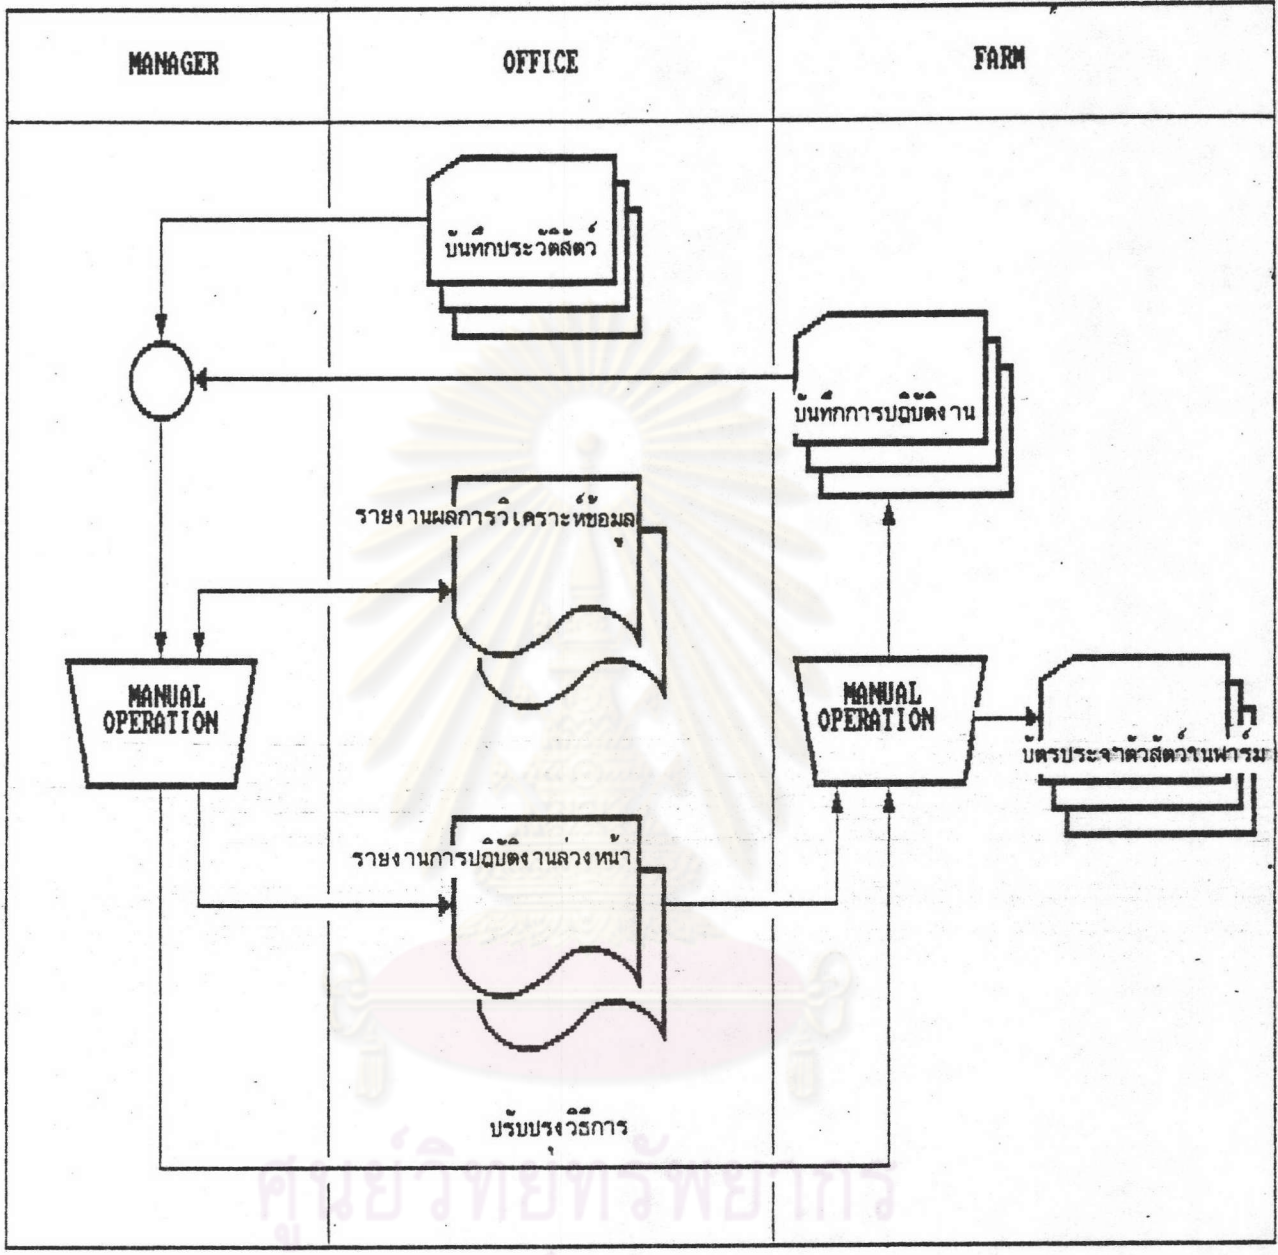 MANAGER
OFFICE
FARM
บันทึกประวัติสัตว์
บันทึกการปฏิบัติงาน
รายงานผลการวิเคราะห์ข้อมูล
MANUAL
OPERATION
MANUAL
OPERATION
บัตรประจำตัวสัตว์ในฟาร์ม
รายงานการปฏิบัติงานล่วงหน้า
ปรับปรุงวิธีการ
ศูนย์วิทยทรัพยากร